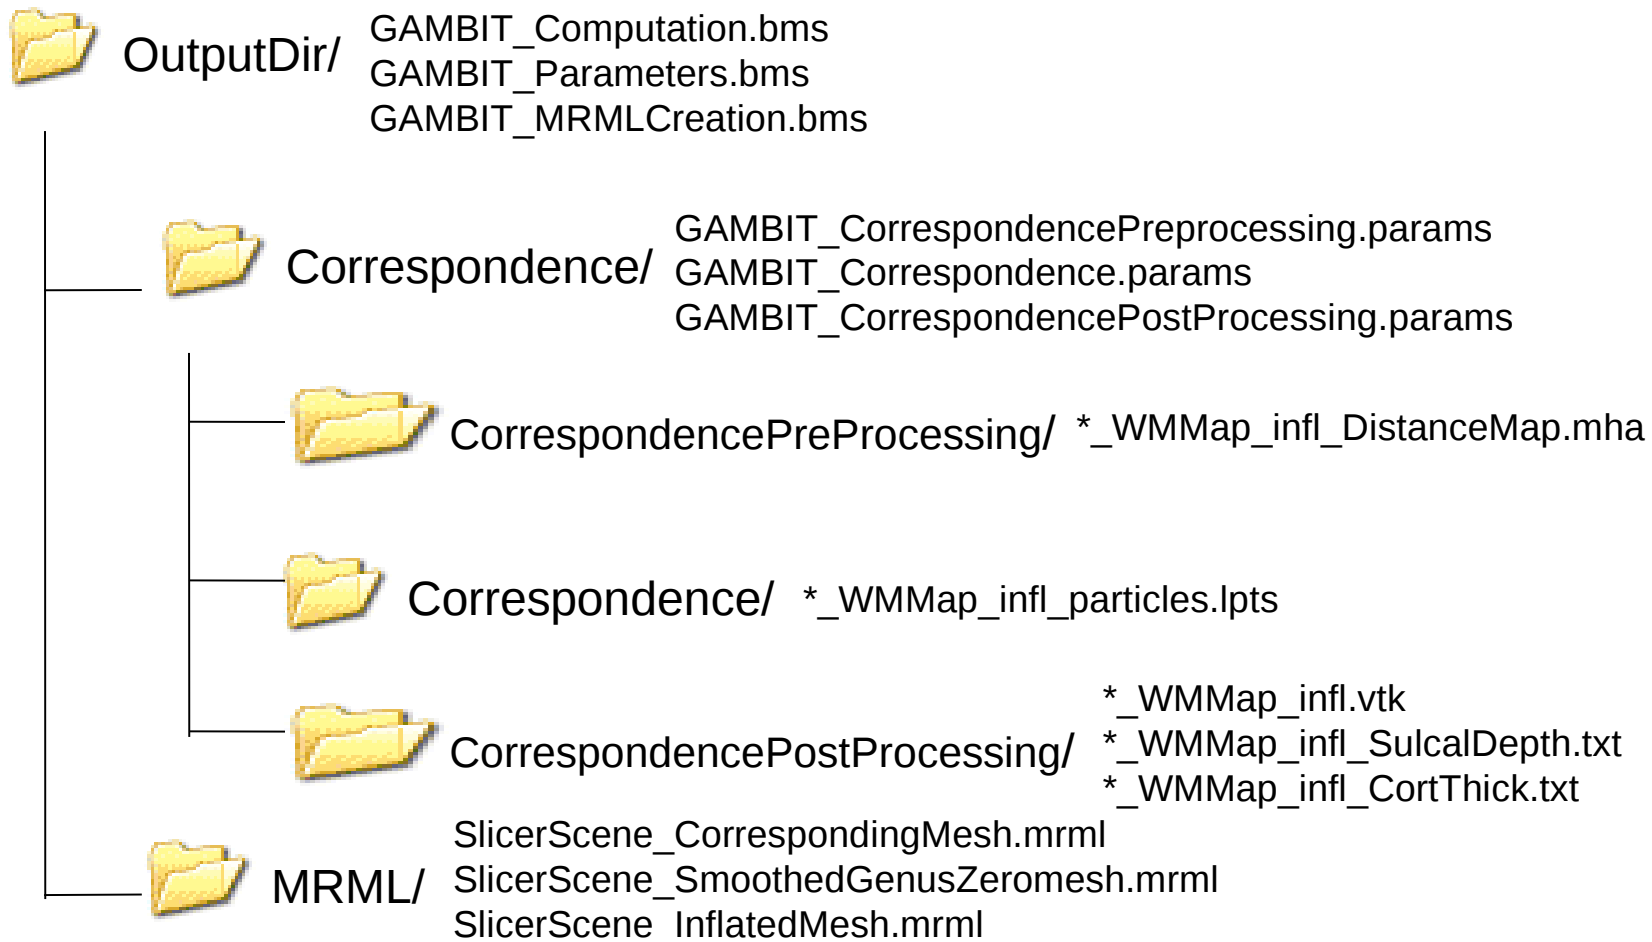 OutputDir/
GAMBIT_Computation.bms
GAMBIT_Parameters.bms
GAMBIT_MRMLCreation.bms
Correspondence/
GAMBIT_CorrespondencePreprocessing.params
GAMBIT_Correspondence.params
GAMBIT_CorrespondencePostProcessing.params
CorrespondencePreProcessing/
*_WMMap_infl_DistanceMap.mha
Correspondence/
*_WMMap_infl_particles.lpts
CorrespondencePostProcessing/
*_WMMap_infl.vtk
*_WMMap_infl_SulcalDepth.txt
*_WMMap_infl_CortThick.txt
MRML/
SlicerScene_CorrespondingMesh.mrml
SlicerScene_SmoothedGenusZeromesh.mrml
SlicerScene_InflatedMesh.mrml